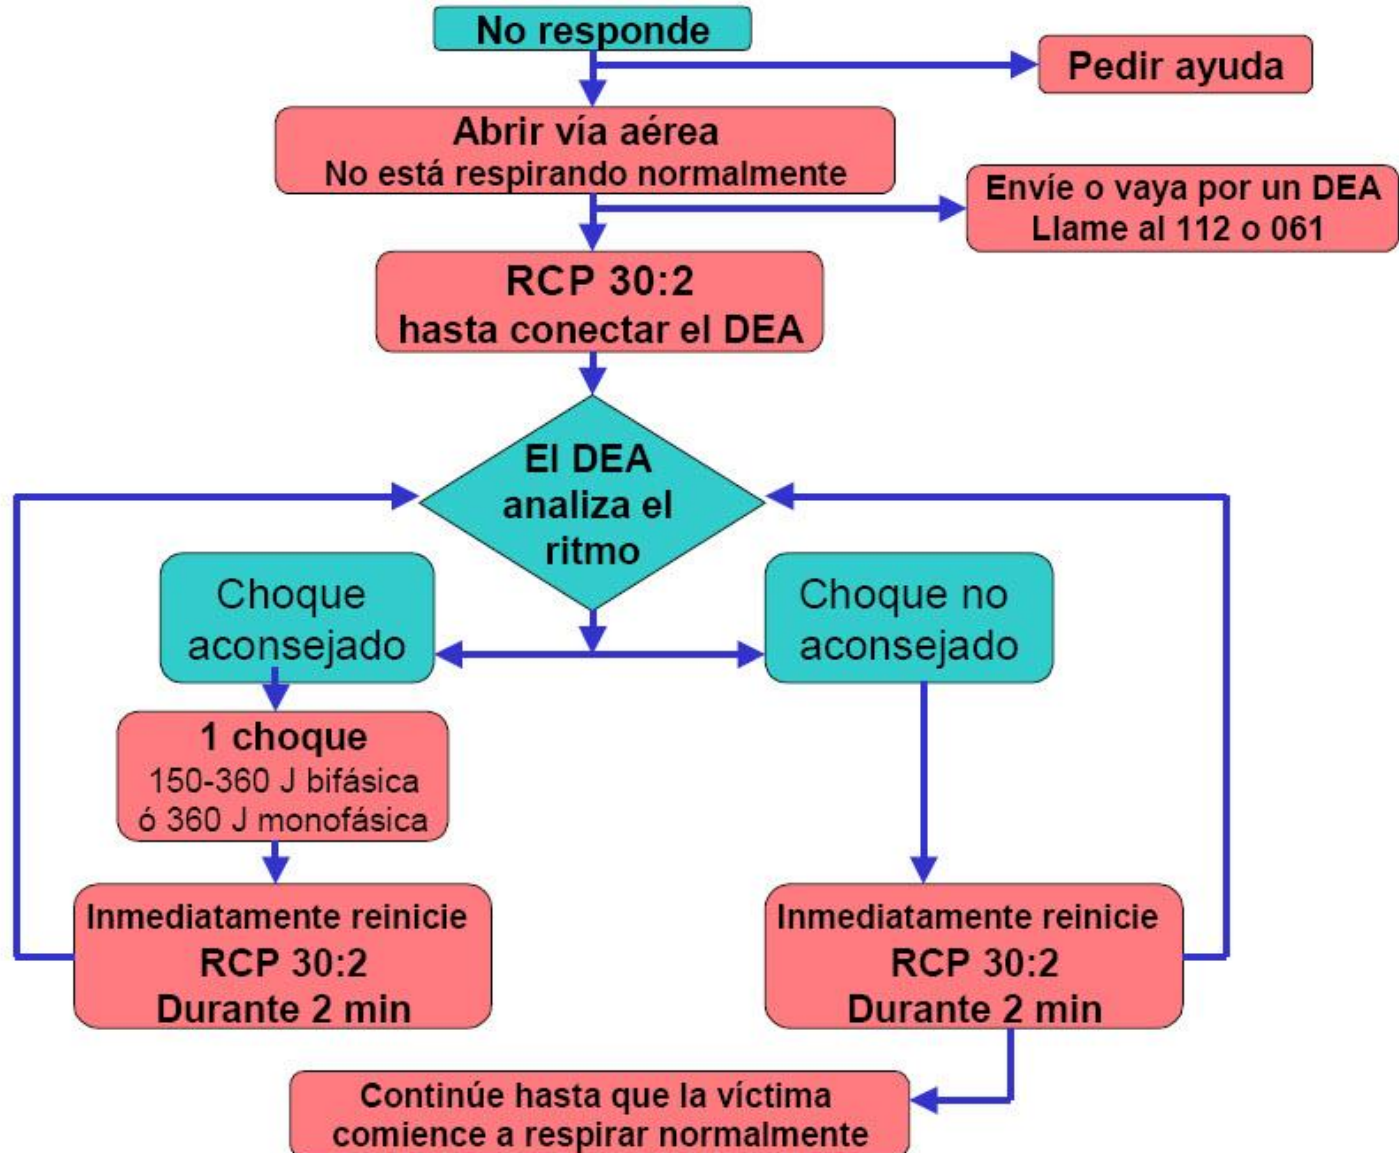 No responde
Pedir ayuda
Abrir vía aérea
No está respirando normalmente
Envíe o vaya por un DEA
Llame al 112 o 061
RCP 30:2
hasta conectar el DEA
El DEA
analiza el
ritmo
Choque
aconsejado
Choque no
aconsejado
1 choque
150-360 J bifásica
ó 360 J monofásica
Inmediatamente reinicie
RCP 30:2
Durante 2 min
Inmediatamente reinicie
RCP 30:2
Durante 2 min
Continúe hasta que la víctima
comience a respirar normalmente